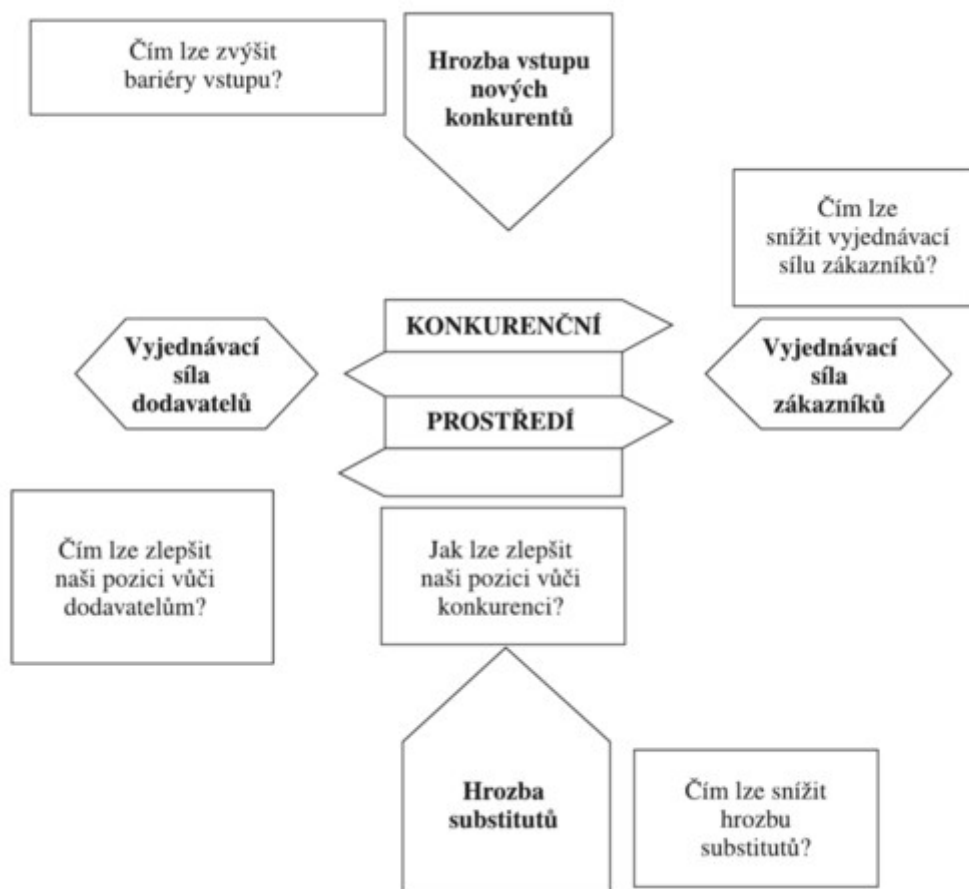 Čím lze zvýšit
bariéry vstupu?
Hrozba vstupu
nových
konkurentů
Čím lze
snížit vyjednávací
sílu zákazníků?
Vyjednávací
síla
dodavatelů
KONKURENČNÍ
PROSTŘEDÍ
Vyjednávací
síla
zákazníků
Čím lze zlepšit
naši pozici vůči
dodavatelům?
Jak lze zlepšit
naši pozici vůči
konkurenci?
Hrozba
substitutů
Čím lze snížit
hrozbu
substitutů?